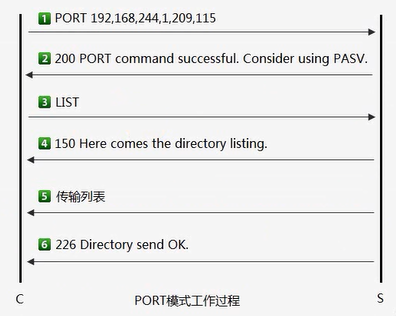 1 PORT 192,168,244,1,209,115
2 200 PORT command successful. Consider using PASV.
3 LIST
4 150 Here comes the directory listing.
5 传输列表
6 226 Directory send OK.
C PORT模式工作过程 S